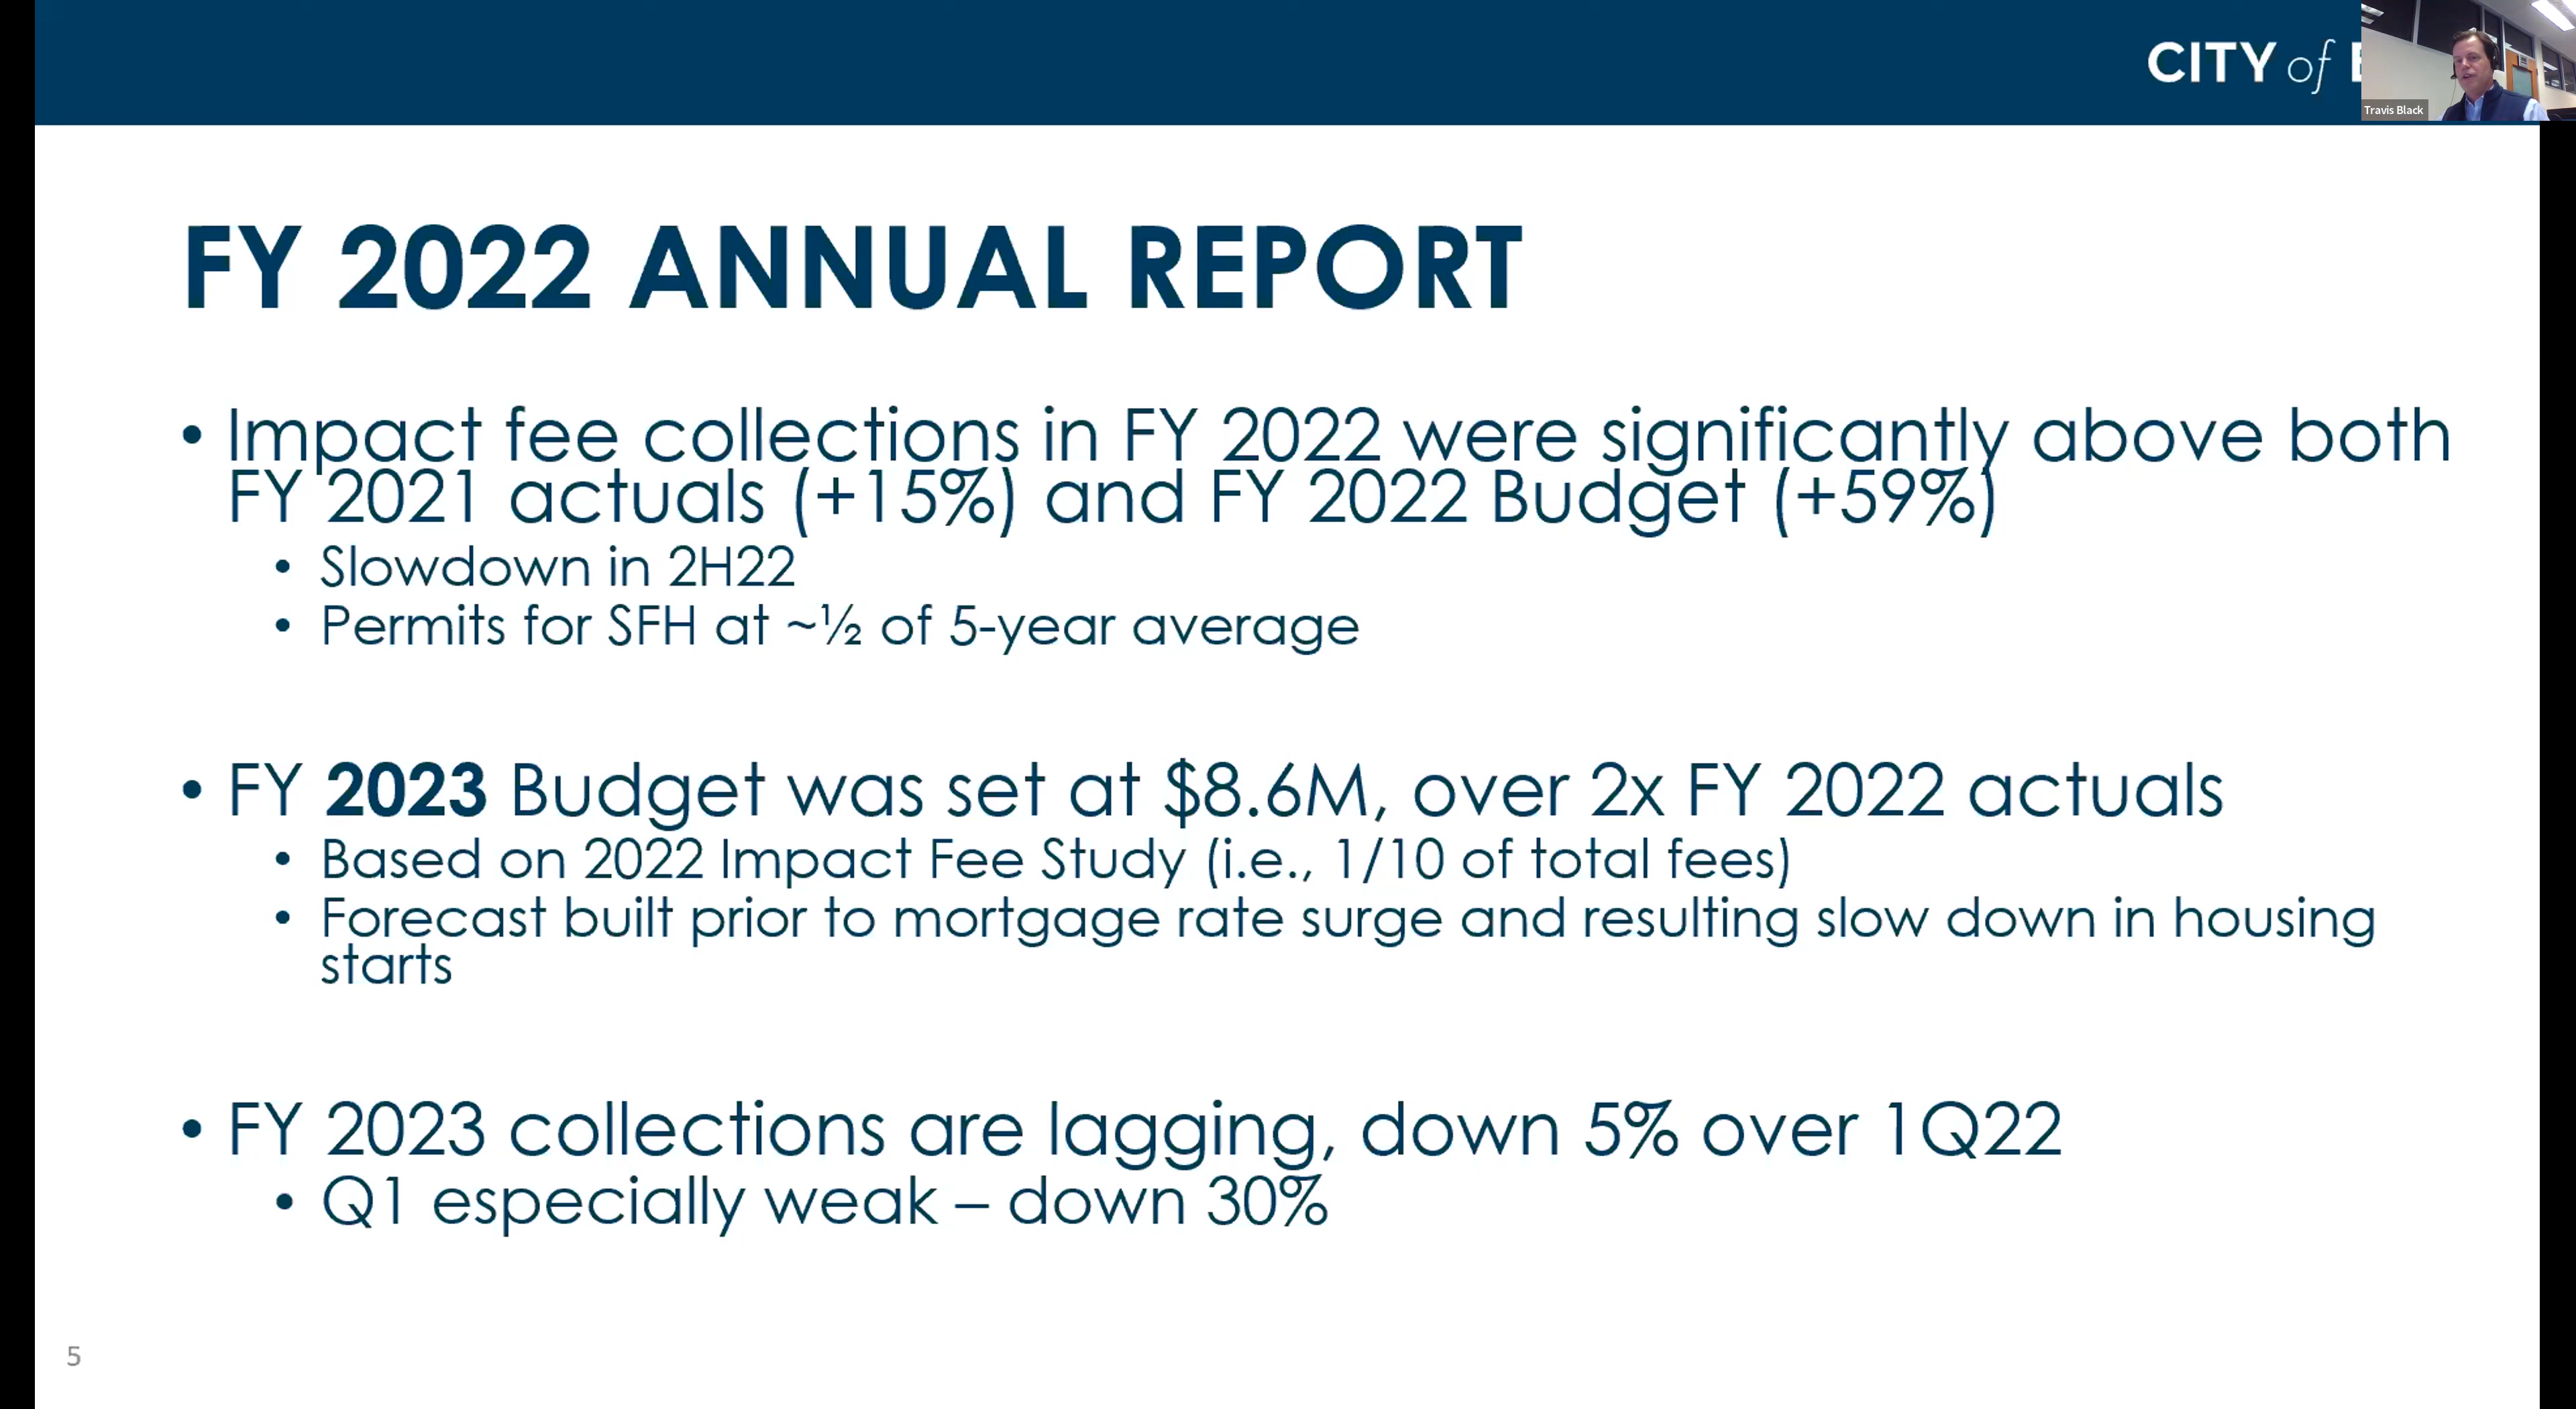 CITY of
Travis Black
FY 2022 ANNUAL REPORT
• Impact fee collections in FY 2022 were significantly above both
FY 2021 actuals (+15%) and FY 2022 Budget (+59%)
• Slowdown in 2H22
• Permits for SFH at ~½ of 5-year average
• FY 2023 Budget was set at $8.6M, over 2x FY 2022 actuals
• Based on 2022 Impact Fee Study (i.e., 1/10 of total fees)
• Forecast built prior to mortgage rate surge and resulting slow down in housing
starts
• FY 2023 collections are lagging, down 5% over 1Q22
• Q1 especially weak – down 30%
5